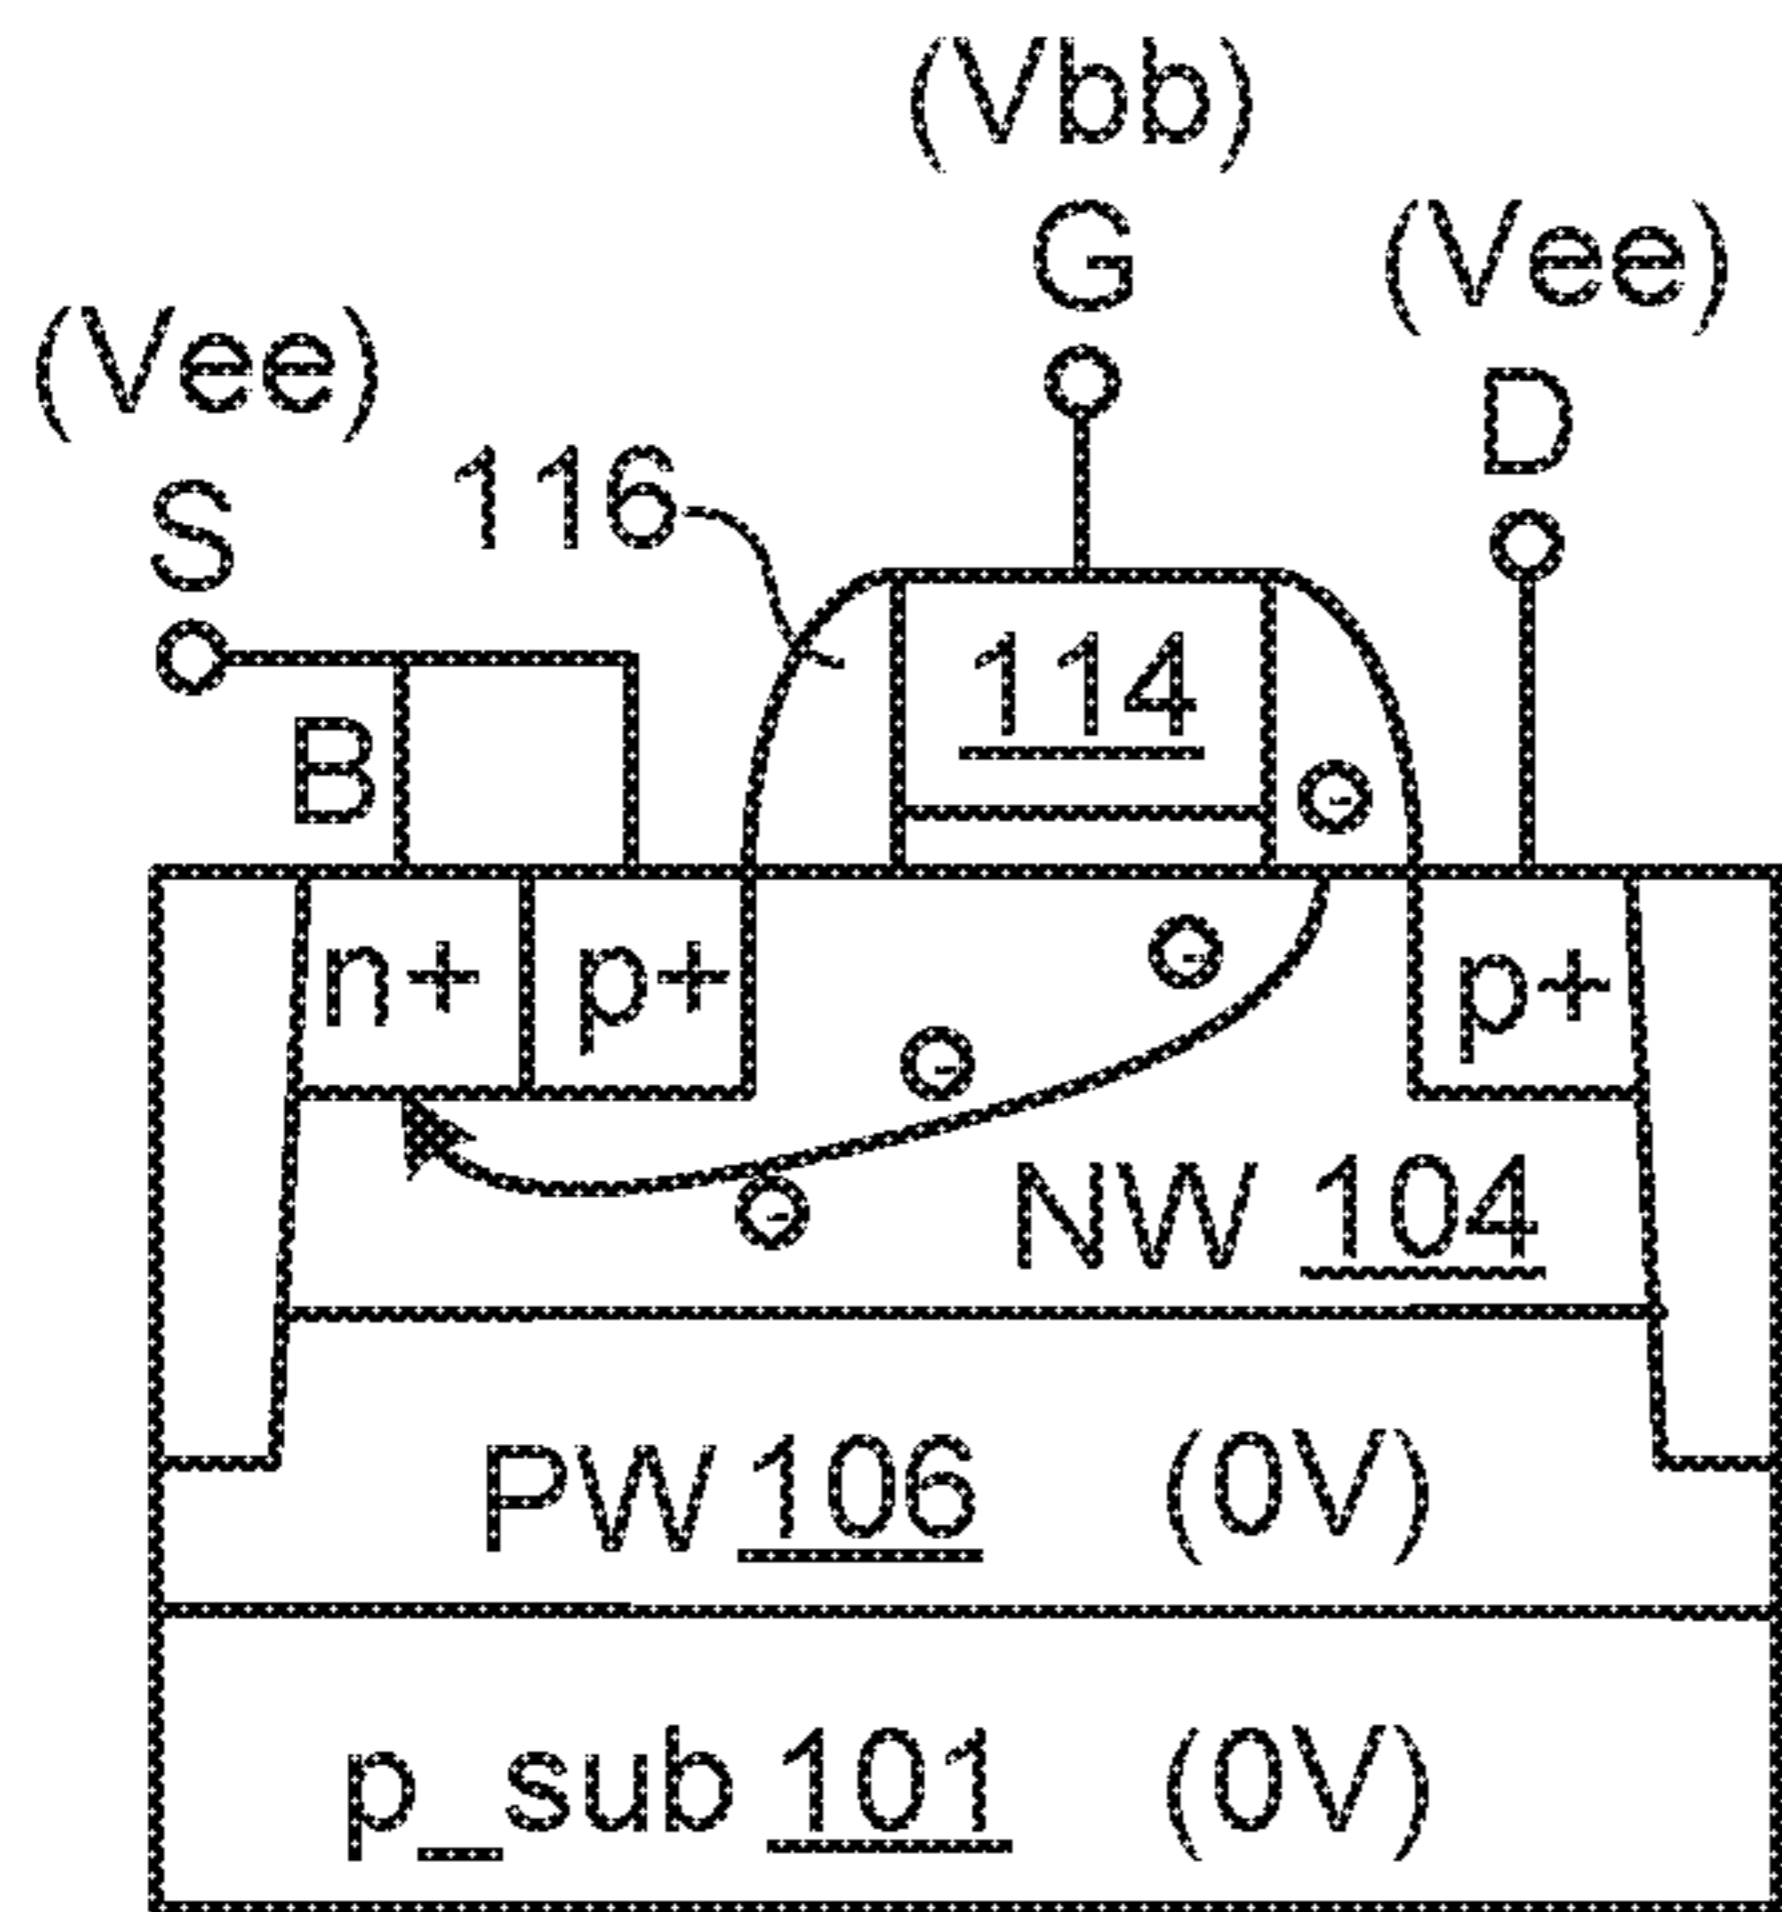 (Vbb)
G
(Vee)
D
(Vee)
S
116
114
B
n+
p+
p+
NW 104
PW 106 (0V)
p_sub 101 (0V)